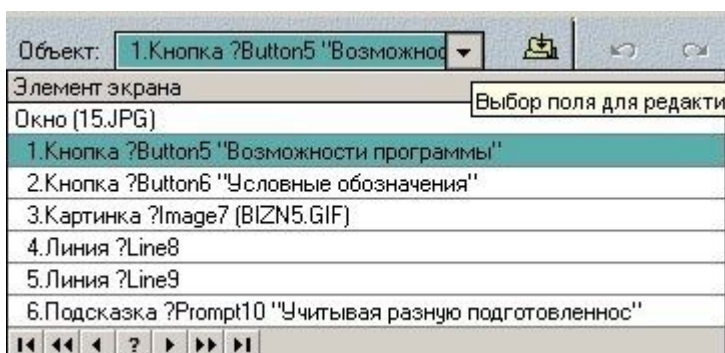 Объект: 1.Кнопка ?Button5 "Возможнос
Элемент экрана
Выбор поля для редакти
Окно (15.JPG)
1.Кнопка ?Button5 "Возможности программы"
2.Кнопка ?Button6 "Условные обозначения"
3.Картинка ?Image7 (BIZN5.GIF)
4.Линия ?Line8
5.Линия ?Line9
6.Подсказка ?Prompt10 "Учитывая разную подготовленнос"
?